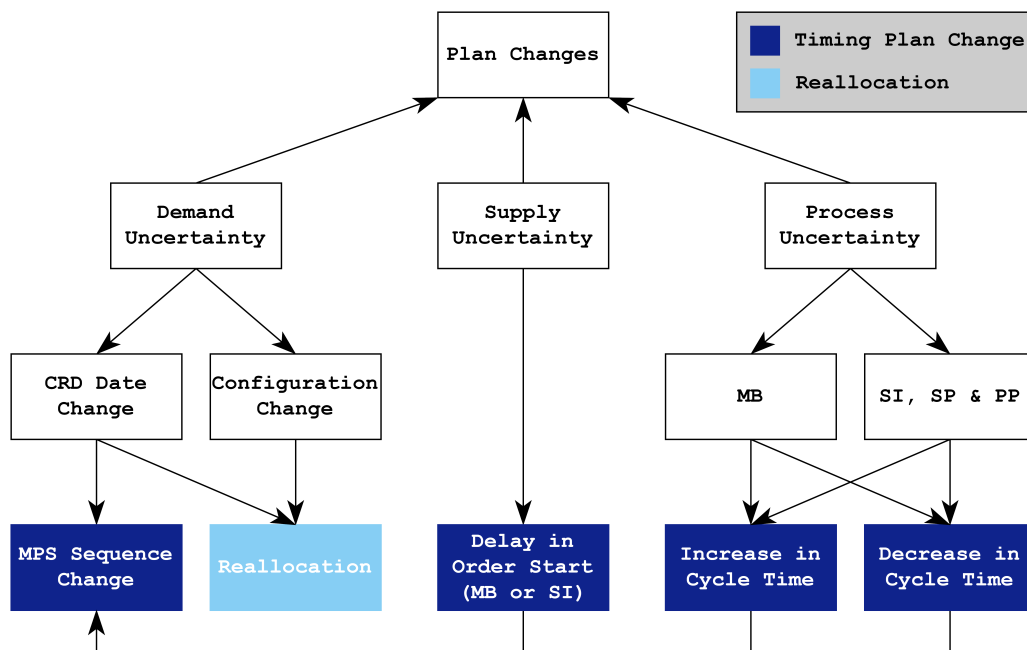 Plan Changes
Timing Plan Change
Reallocation
Demand
Uncertainty
Supply
Uncertainty
Process
Uncertainty
CRD Date
Change
Configuration
Change
MB
SI, SP & PP
MPS Sequence
Change
Reallocation
Delay in
Order Start
(MB or SI)
Increase in
Cycle Time
Decrease in
Cycle Time